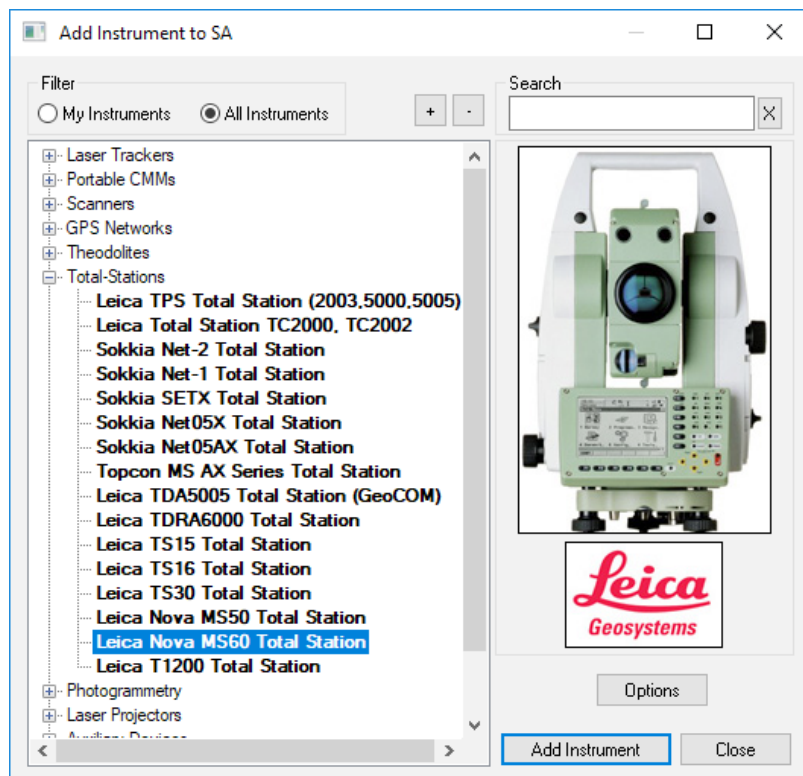 Add Instrument to SA
Filter
My Instruments
All Instruments
+
-
Search
X
Laser Trackers
Portable CMMs
Scanners
GPS Networks
Theodolites
Total-Stations
Leica TPS Total Station (2003,5000,5005)
Leica Total Station TC2000, TC2002
Sokkia Net-2 Total Station
Sokkia Net-1 Total Station
Sokkia SETX Total Station
Sokkia Net05X Total Station
Sokkia Net05AX Total Station
Topcon MS AX Series Total Station
Leica TDA5005 Total Station (GeoCOM)
Leica TDRA6000 Total Station
Leica TS15 Total Station
Leica TS16 Total Station
Leica TS30 Total Station
Leica Nova MS50 Total Station
Leica Nova MS60 Total Station
Leica T1200 Total Station
Photogrammetry
Laser Projectors
Auxiliary Devices
Leica
Geosystems
Options
Add Instrument
Close